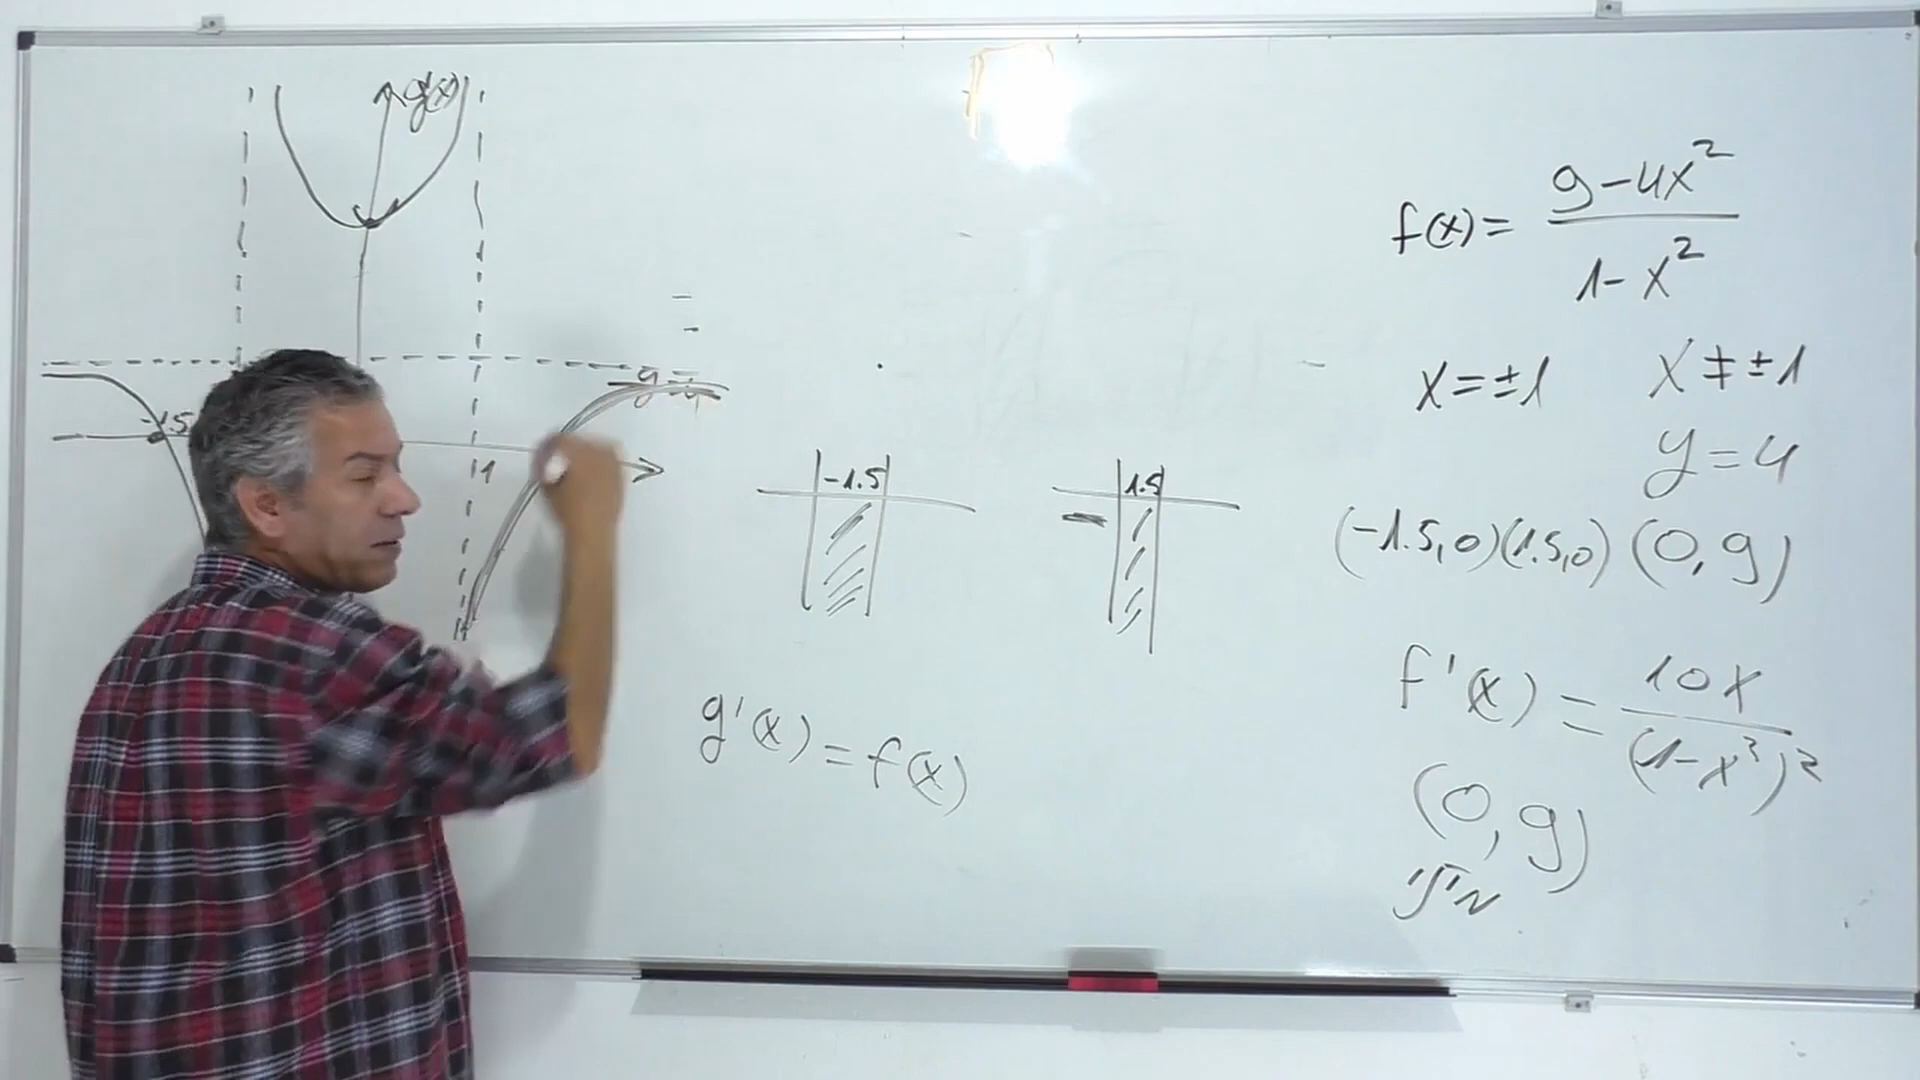 g'(x)
f(x) = (9-4x²)/(1-x²)
x = ±1 x ≠ ±1
y = 4
-1.5
1
-1.5
1.5
(-1.5,0)(1.5,0) (0,9)
g'(x) = f(x)
f'(x) = 10x/(1-x²)²
(0,9)